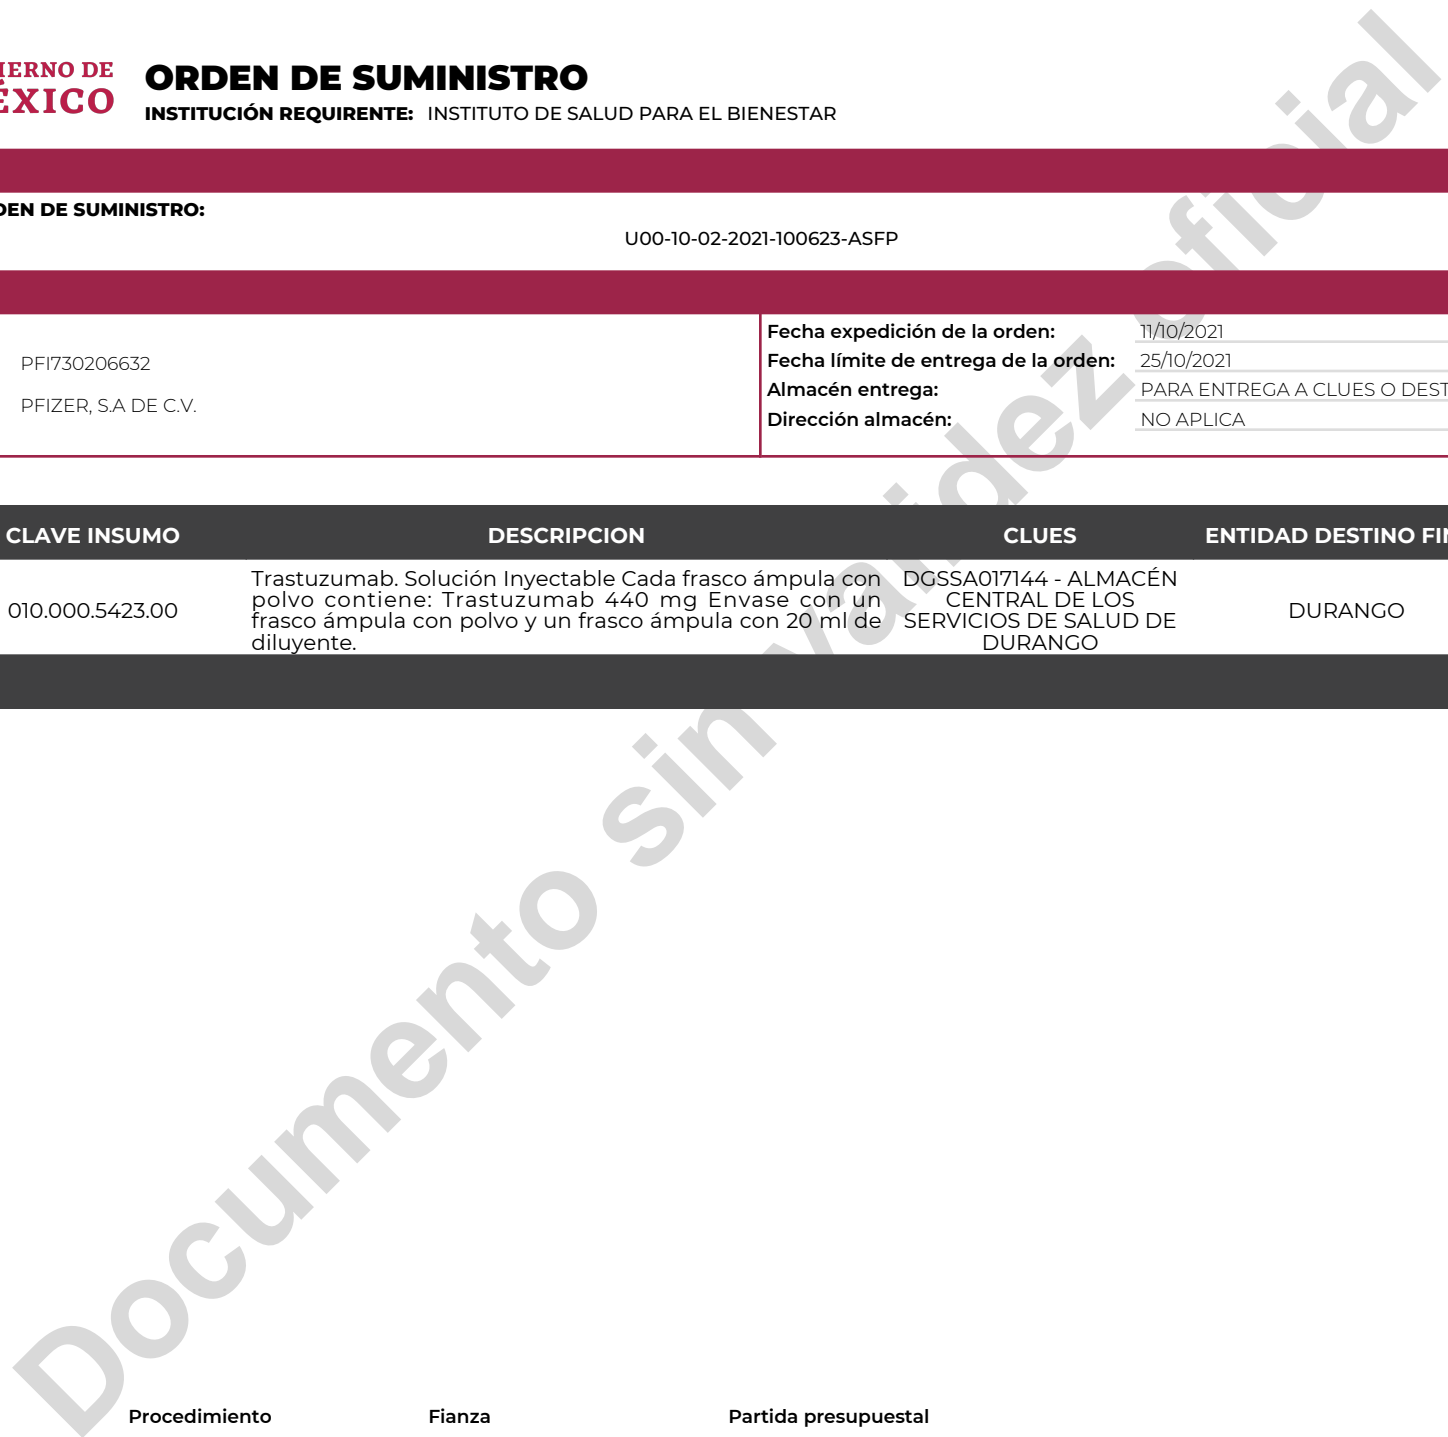 IERNO DE
ÉXICO
ORDEN DE SUMINISTRO
INSTITUCIÓN REQUIRENTE: INSTITUTO DE SALUD PARA EL BIENESTAR
DEN DE SUMINISTRO:
U00-10-02-2021-100623-ASFP
PFI730206632
PFIZER, S.A DE C.V.
Fecha expedición de la orden: 11/10/2021
Fecha límite de entrega de la orden: 25/10/2021
Almacén entrega: PARA ENTREGA A CLUES O DEST
Dirección almacén: NO APLICA
CLAVE INSUMO DESCRIPCION CLUES ENTIDAD DESTINO FIN
010.000.5423.00
Trastuzumab. Solución Inyectable Cada frasco ámpula con
polvo contiene: Trastuzumab 440 mg Envase con un
frasco ámpula con polvo y un frasco ámpula con 20 ml de
diluyente.
DGSSA017144 - ALMACÉN
CENTRAL DE LOS
SERVICIOS DE SALUD DE
DURANGO
DURANGO
Documento sin validez oficial
Procedimiento Fianza Partida presupuestal